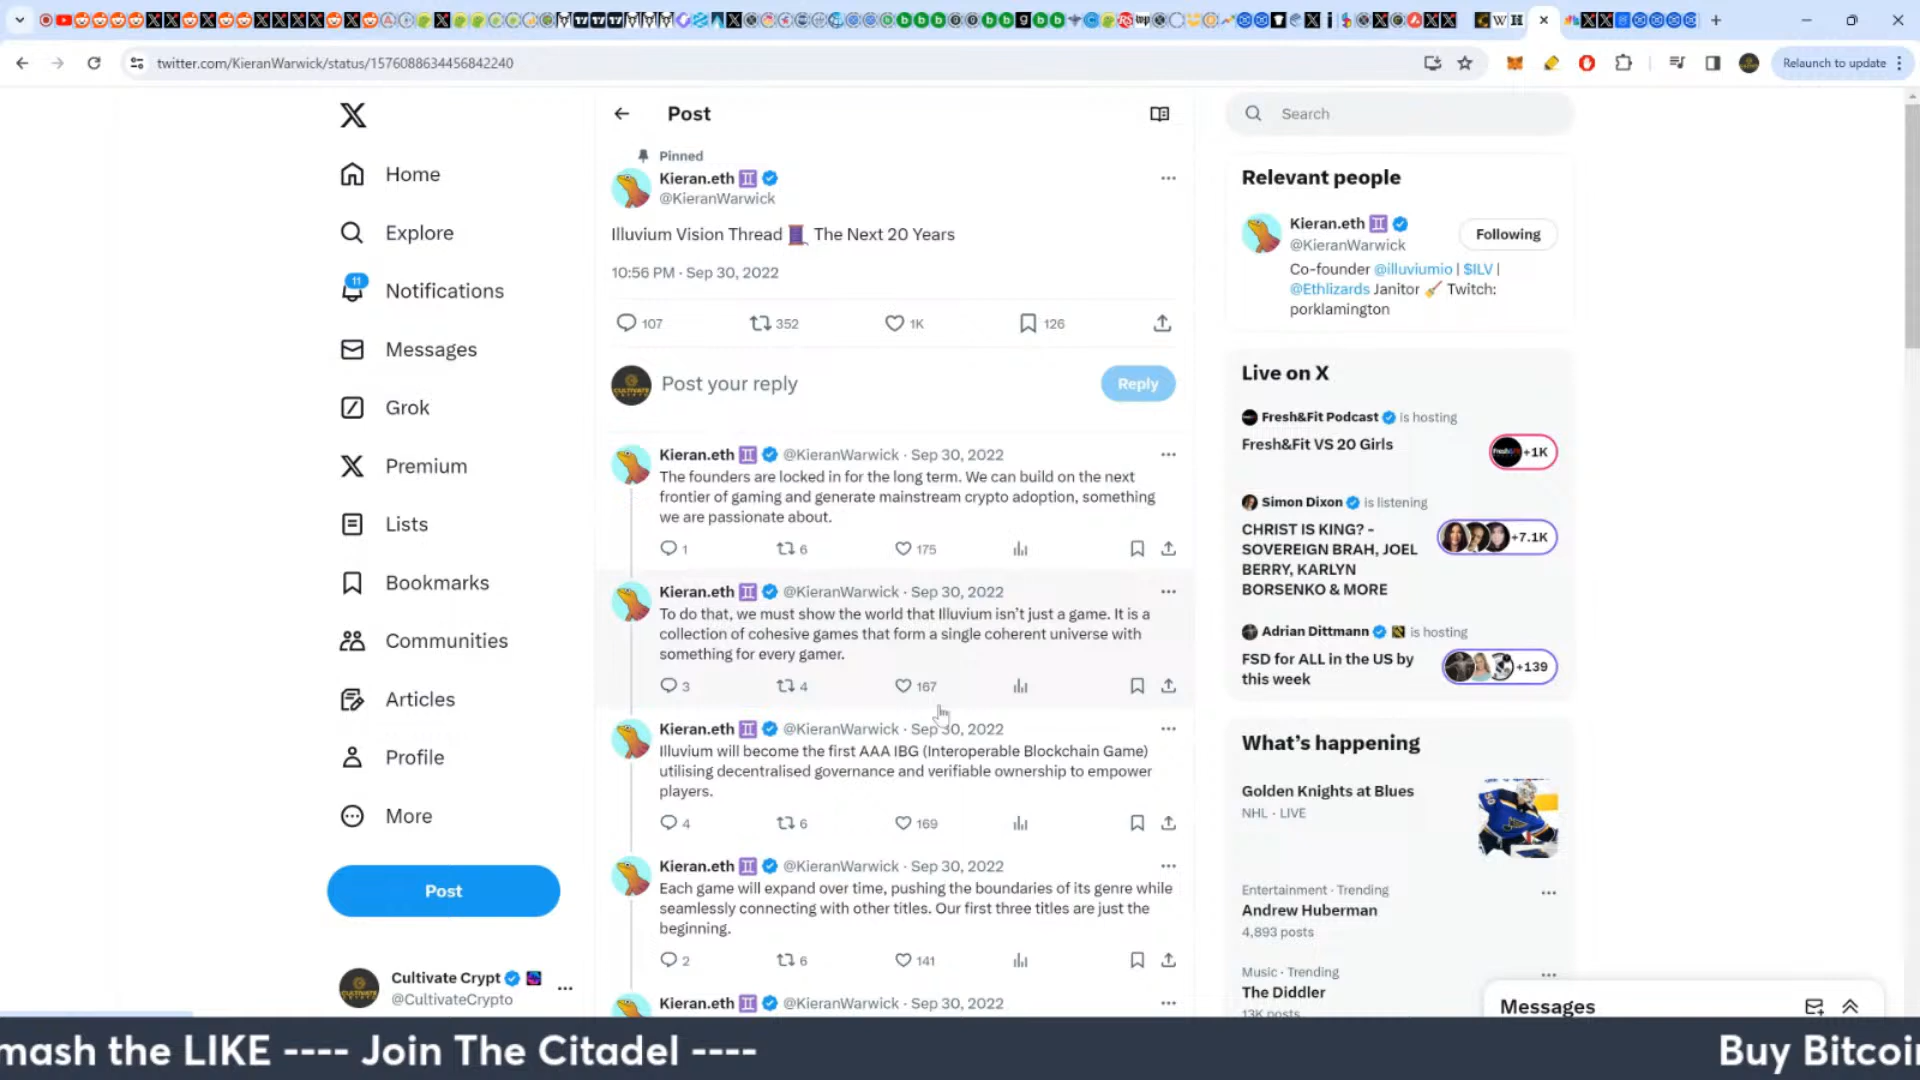 twitter.com/KieranWarwick/status/1576088634456842240
Relaunch to update
Home
Explore
11
Notifications
Messages
Grok
Premium
Lists
Bookmarks
Communities
Articles
Profile
More
Post
Cultivate Crypt
@CultivateCrypto
Post
Pinned
Kieran.eth
@KieranWarwick
Illuvium Vision Thread 🧵 The Next 20 Years
10:56 PM · Sep 30, 2022
107 352 1K 126
Post your reply
Reply
Kieran.eth @KieranWarwick · Sep 30, 2022
The founders are locked in for the long term. We can build on the next
frontier of gaming and generate mainstream crypto adoption, something
we are passionate about.
1 6 175
Kieran.eth @KieranWarwick · Sep 30, 2022
To do that, we must show the world that Illuvium isn’t just a game. It is a
collection of cohesive games that form a single coherent universe with
something for every gamer.
3 4 167
Kieran.eth @KieranWarwick · Sep 30, 2022
Illuvium will become the first AAA IBG (Interoperable Blockchain Game)
utilising decentralised governance and verifiable ownership to empower
players.
4 6 169
Kieran.eth @KieranWarwick · Sep 30, 2022
Each game will expand over time, pushing the boundaries of its genre while
seamlessly connecting with other titles. Our first three titles are just the
beginning.
2 6 141
Kieran.eth @KieranWarwick · Sep 30, 2022
Search
Relevant people
Kieran.eth
@KieranWarwick
Following
Co-founder @illuviumio | $ILV |
@Ethlizards Janitor 🧹 Twitch:
porklamington
Live on X
Fresh&Fit Podcast is hosting
Fresh&Fit VS 20 Girls
+1K
Simon Dixon is listening
CHRIST IS KING? -
SOVEREIGN BRAH, JOEL
BERRY, KARLYN
BORSENKO & MORE
+7.1K
Adrian Dittmann is hosting
FSD for ALL in the US by
this week
+139
What’s happening
Golden Knights at Blues
NHL · LIVE
Entertainment · Trending
Andrew Huberman
4,893 posts
Music · Trending
The Diddler
13K posts
Messages
mash the LIKE ---- Join The Citadel ----
Buy Bitcoin